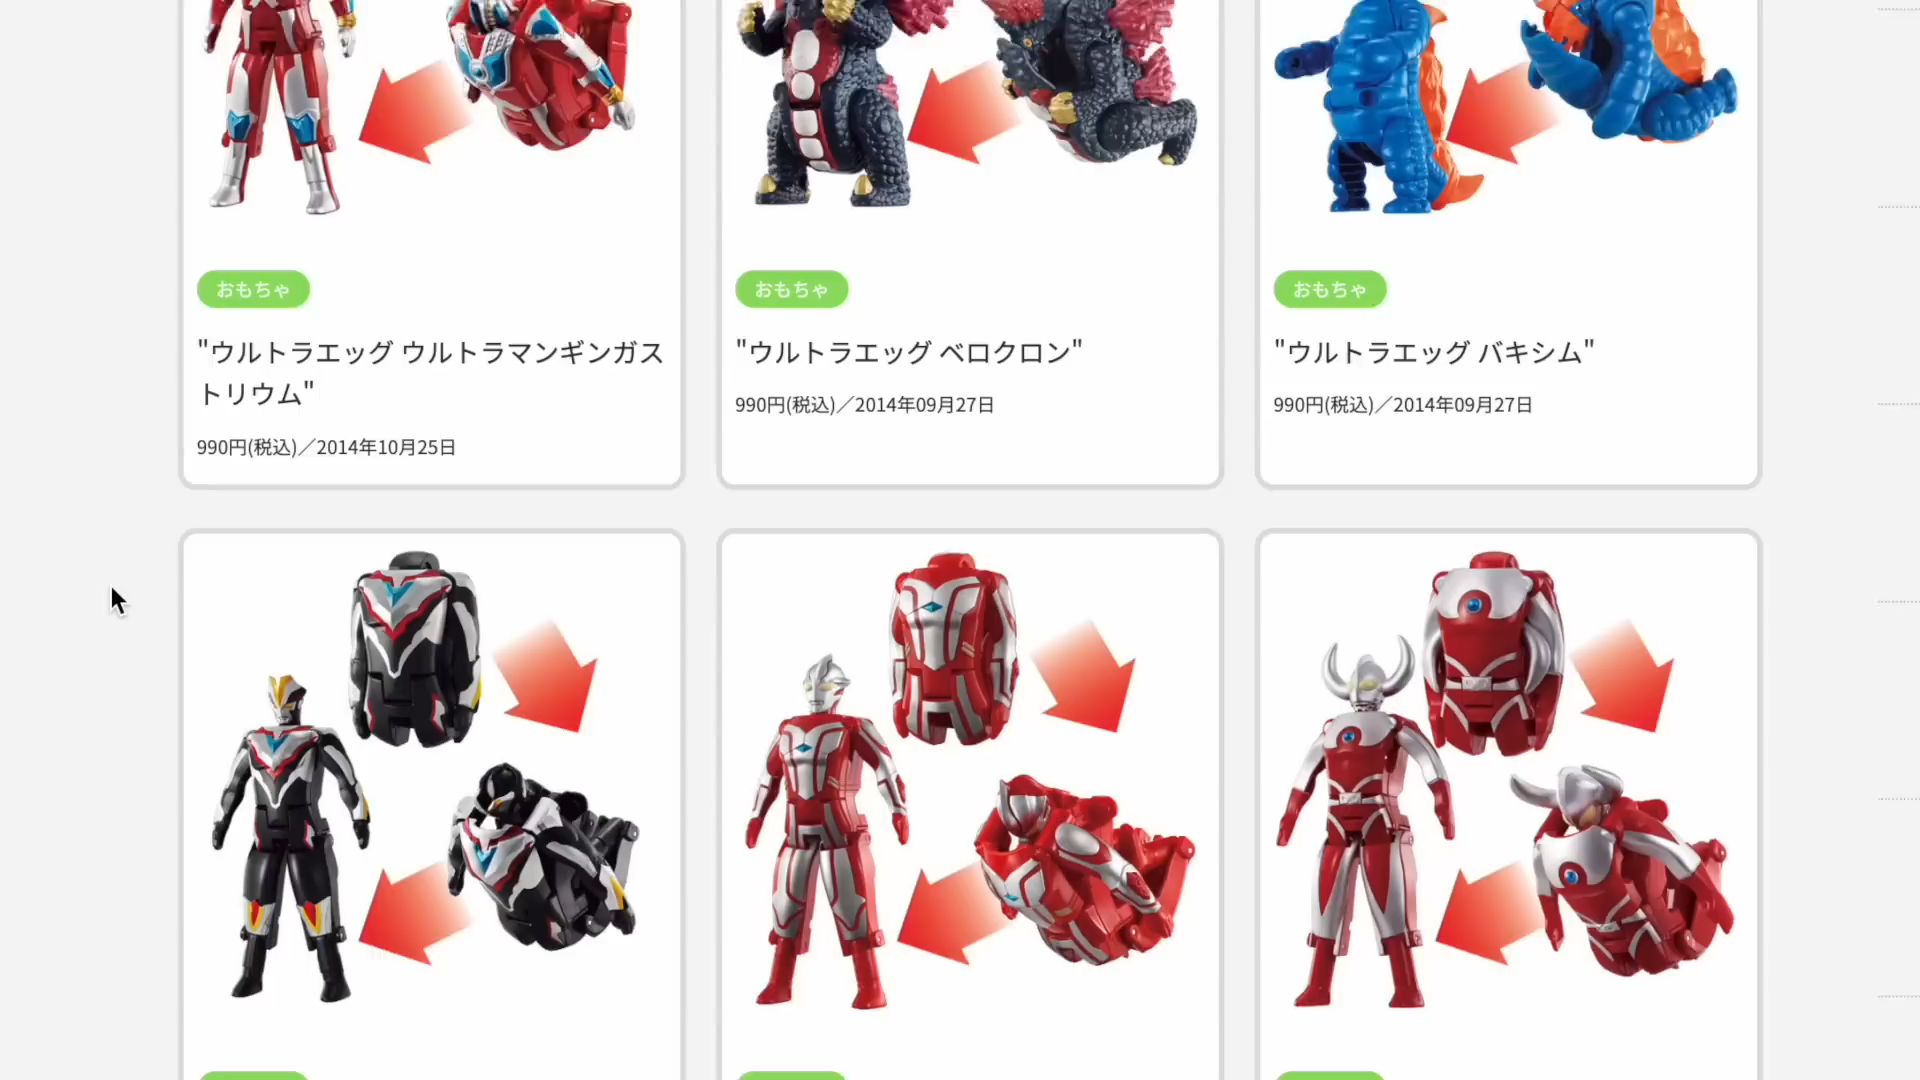 おもちゃ
"ウルトラエッグ ウルトラマンギンガス
トリウム"
990円(税込)／2014年10月25日
おもちゃ
"ウルトラエッグ ベロクロン"
990円(税込)／2014年09月27日
おもちゃ
"ウルトラエッグ バキシム"
990円(税込)／2014年09月27日